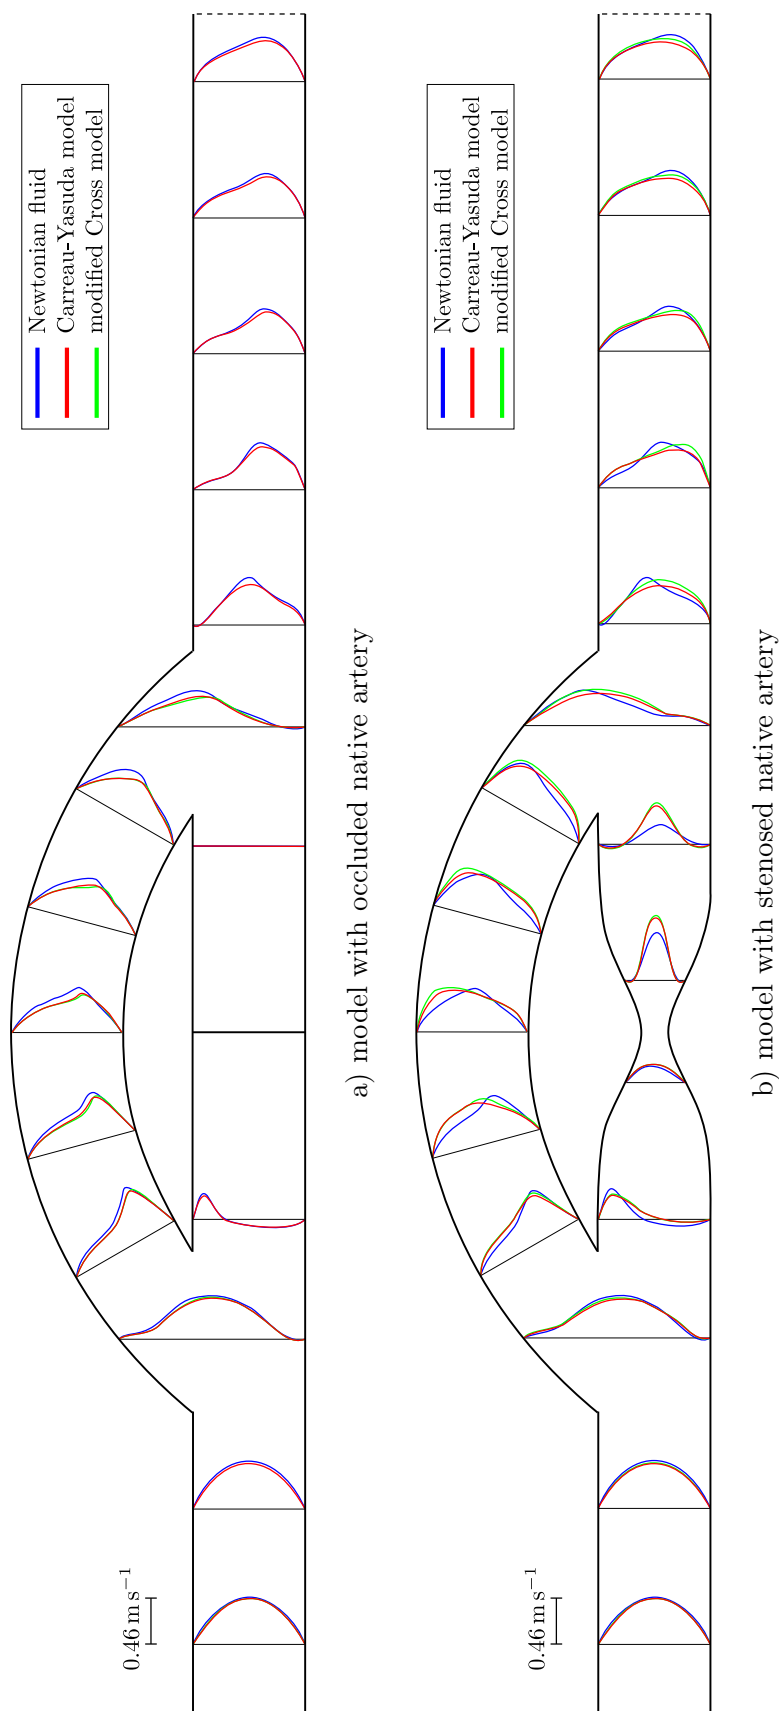 Newtonian fluid
Carreau-Yasuda model
modified Cross model
0.46 m s−1
a) model with occluded native artery
Newtonian fluid
Carreau-Yasuda model
modified Cross model
0.46 m s−1
b) model with stenosed native artery